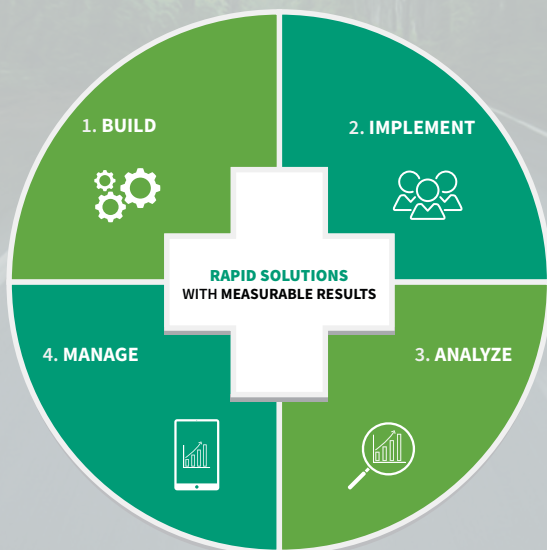 1. BUILD
2. IMPLEMENT
RAPID SOLUTIONS
WITH MEASURABLE RESULTS
4. MANAGE
3. ANALYZE